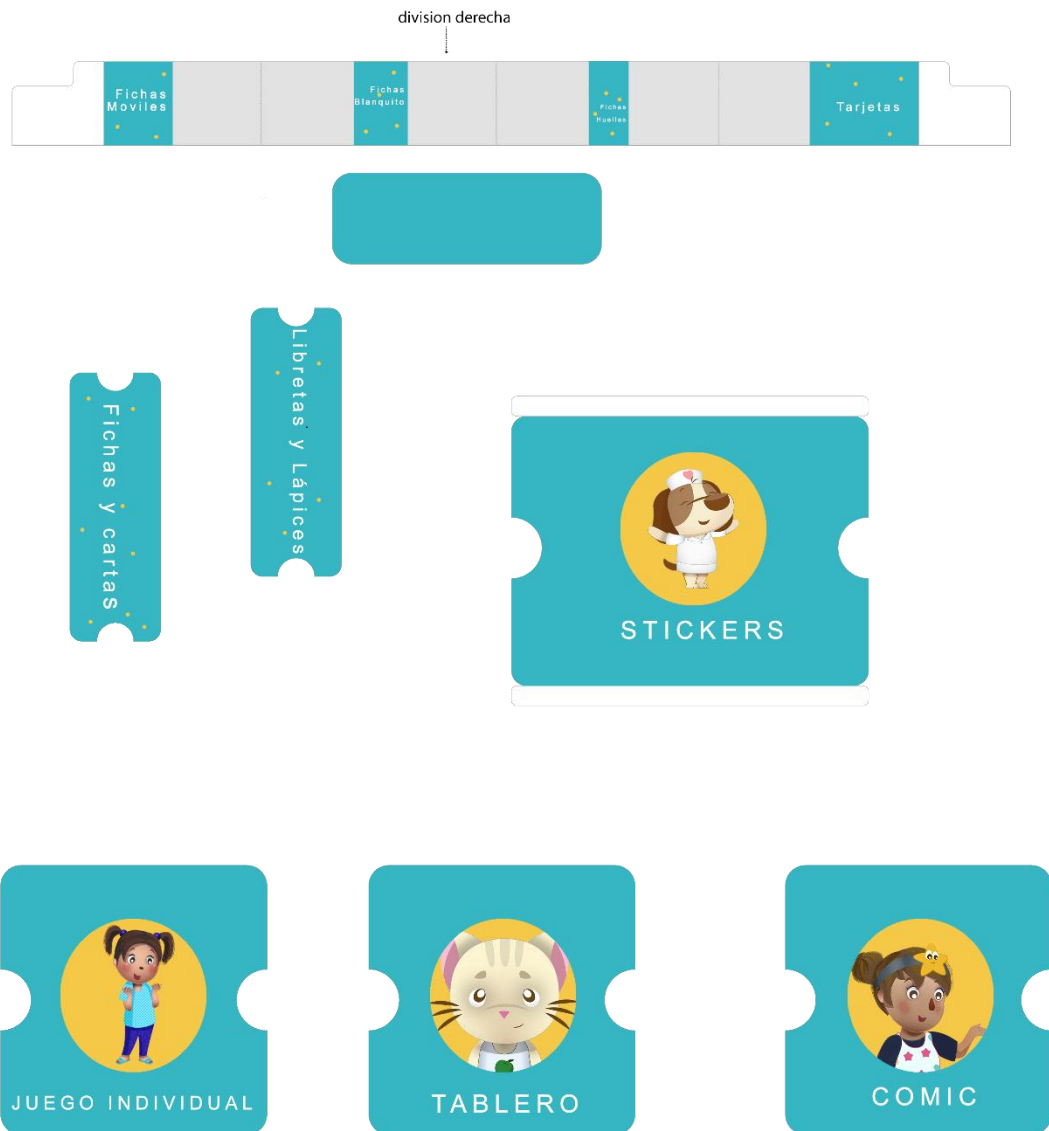 division derecha
Fichas
Moviles
Fichas
Blanquito
Fichas
Huellas
Tarjetas
Libretas y Lápices
Fichas y cartas
STICKERS
JUEGO INDIVIDUAL
TABLERO
COMIC